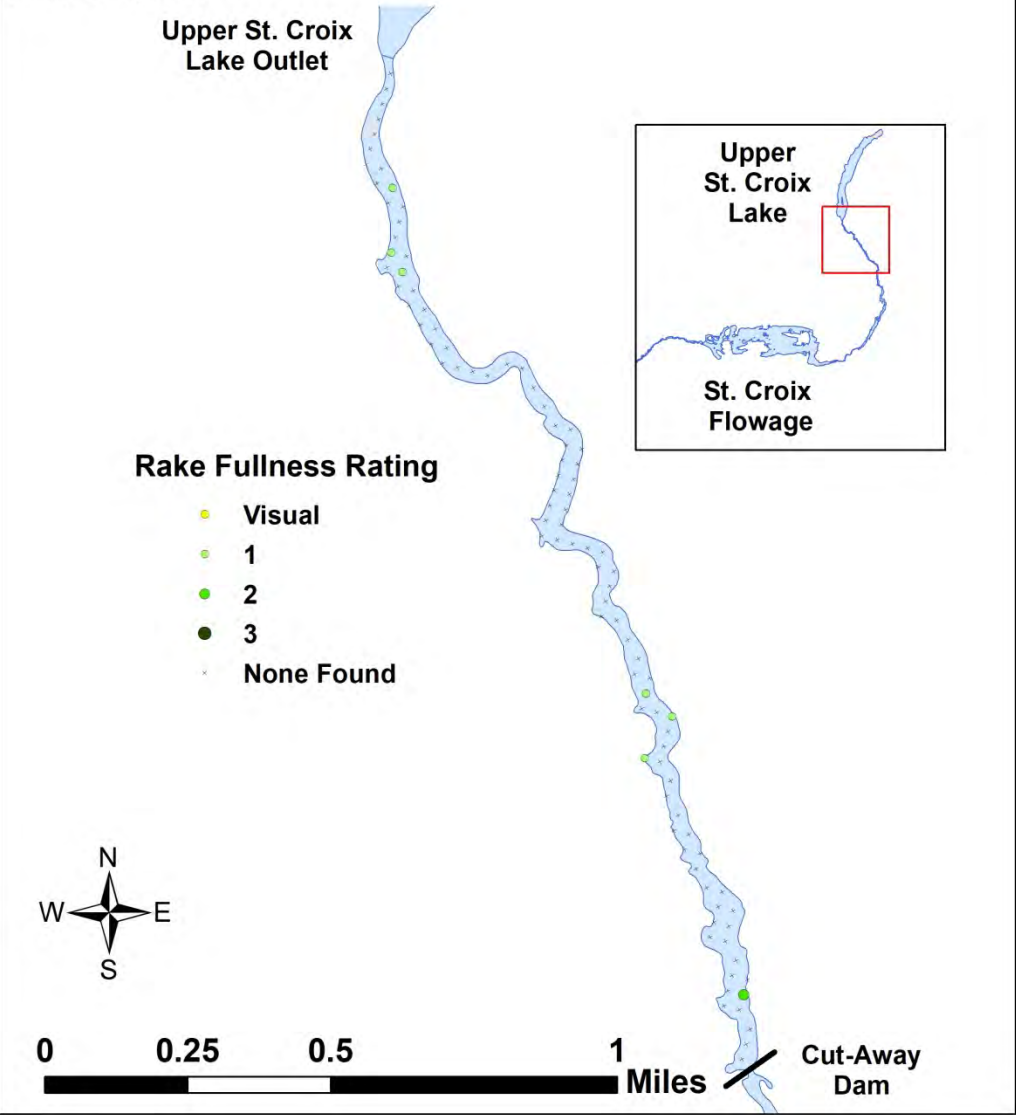 Upper St. Croix
Lake Outlet
Upper
St. Croix
Lake
St. Croix
Flowage
Rake Fullness Rating
Visual
1
2
3
None Found
N
W E
S
0 0.25 0.5 1
Miles
Cut-Away
Dam